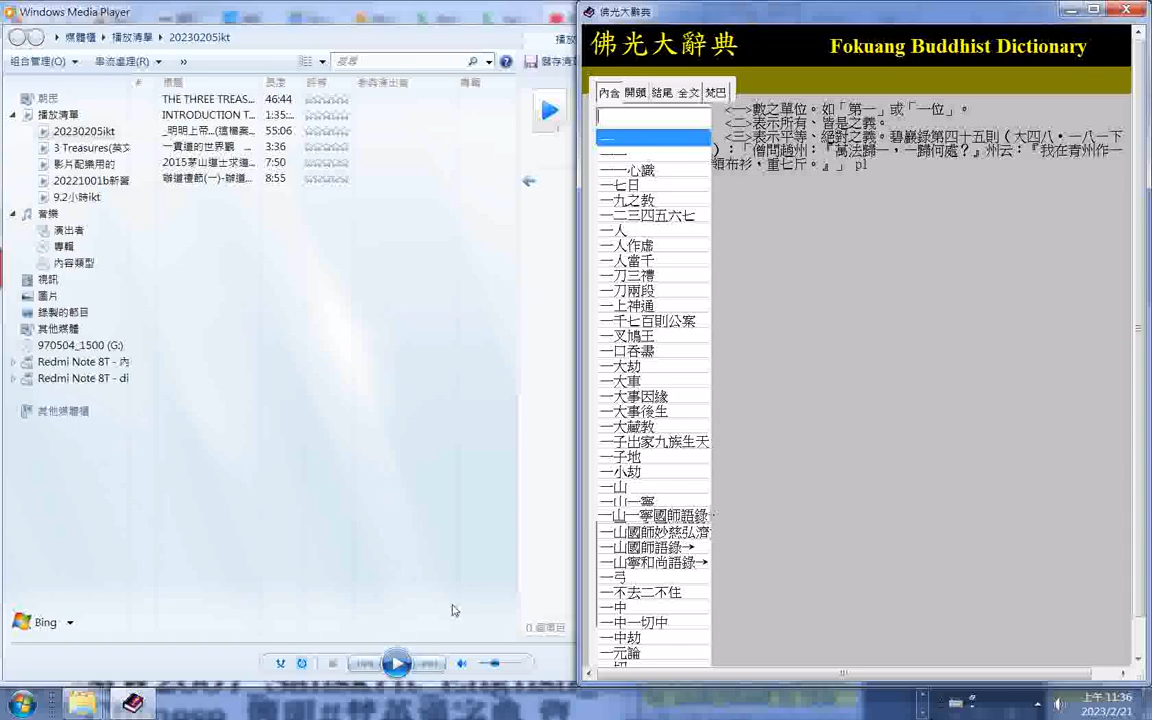 Windows Media Player
媒體櫃 ▸ 播放清單 ▸ 20230205ikt
組合管理(Q) 串流處理(R) »
搜尋
標題 長度 評等 參與演出者 專輯
THE THREE TREAS... 46:44
INTRODUCTION T... 1:35:...
_明明上帝...(這檔案... 55:06
一貫道的世界觀 ... 3:36
2015茅山道士求道... 7:50
辦道禮節(一)-辦道... 8:55
播放清單
20230205ikt
3 Treasures(英文
影片配樂用的
20221001b新響
9.2小時ikt
音樂
演出者
專輯
內容類型
視訊
圖片
錄製的節目
其他媒體
970504_1500 (G:)
Redmi Note 8T - 內
Redmi Note 8T - di
其他媒體櫃
Bing
播放
儲存清單
0 個項目
佛光大辭典
佛光大辭典
Fokuang Buddhist Dictionary
內含 開頭 結尾 全文 梵巴
一
一一
一一心識
一七日
一九之教
一二三四五六七
一人
一人作虛
一人當千
一刀三禮
一刀兩段
一上神通
一千七百則公案
一叉鳩王
一口吞盡
一大劫
一大車
一大事因緣
一大事後生
一大藏教
一子出家九族生天
一子地
一小劫
一山
一山一寧
一山一寧國師語錄
一山國師妙慈弘濟
一山國師語錄→
一山寧和尚語錄→
一弓
一不去二不住
一中
一中一切中
一中劫
一元論
<一>數之單位。如「第一」或「一位」。
<二>表示所有、皆是之義。
<三>表示平等、絕對之義。碧巖錄第四十五則（大四八‧一八一下
）：「僧問趙州：『萬法歸一，一歸何處？』州云：『我在青州作一
領布衫，重七斤。』」 pl
上午 11:36
2023/2/21